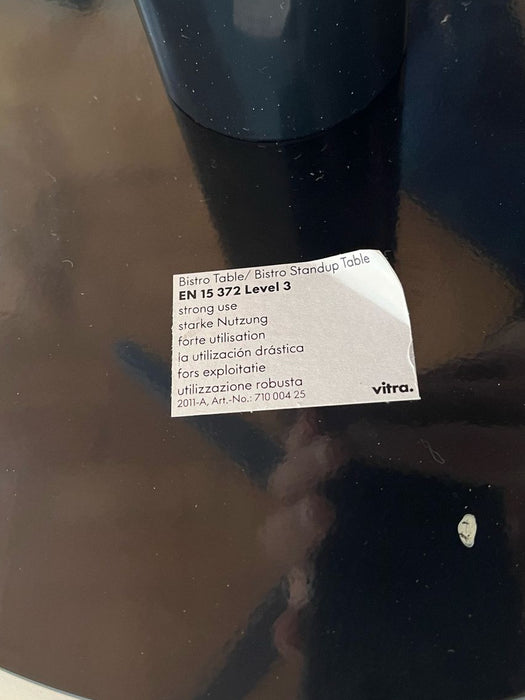 Bistro Table/ Bistro Standup Table
EN 15 372 Level 3
strong use
starke Nutzung
forte utilisation
la utilización drástica
fors exploitatie
utilizzazione robusta
2011-A, Art.-No.: 710 004 25
vitra.